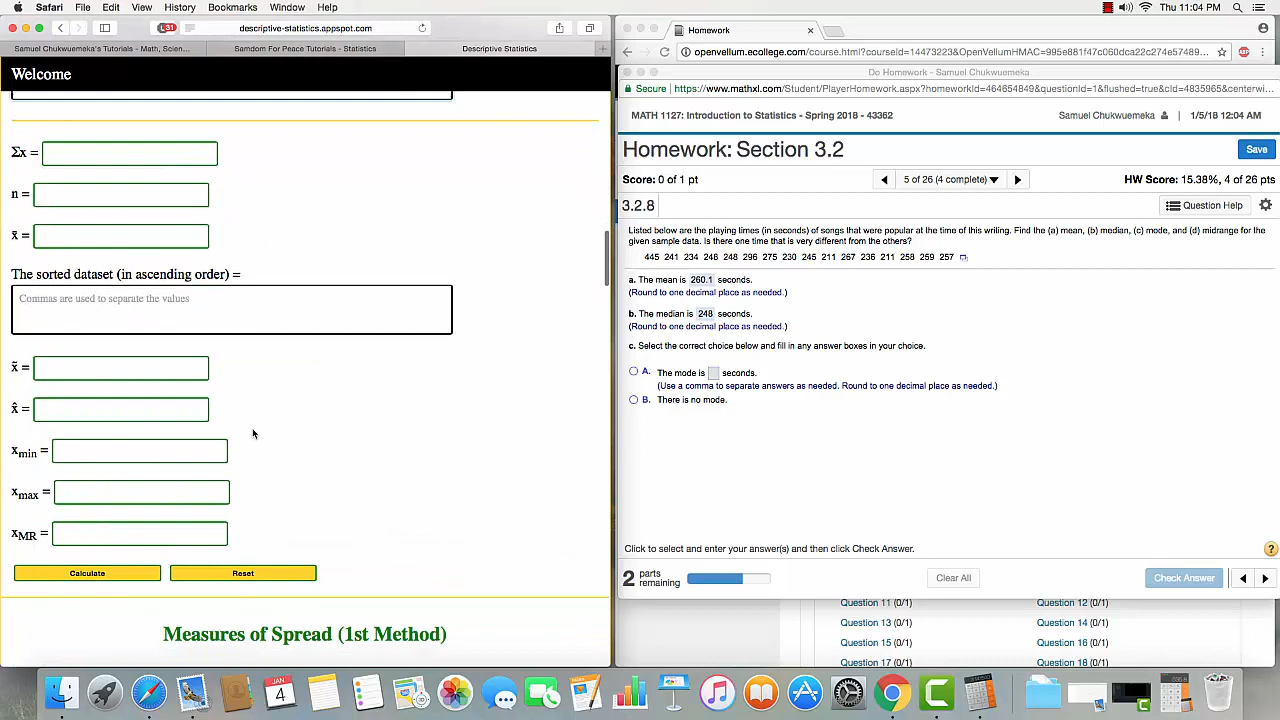 Safari File Edit View History Bookmarks Window Help Thu 11:04 PM
descriptive-statistics.appspot.com
Samuel Chukwuemeka's Tutorials - Math, Scien... Samdom For Peace Tutorials - Statistics Descriptive Statistics
Welcome
Σx =
n =
x̄ =
The sorted dataset (in ascending order) =
Commas are used to separate the values
x̃ =
x̂ =
xmin =
xmax =
xMR =
Calculate Reset
Measures of Spread (1st Method)
Homework
openvellum.ecollege.com/course.html?courseId=14473223&OpenVellumHMAC=995e881f47c060dca22c274e57489...
Do Homework - Samuel Chukwuemeka
Secure https://www.mathxl.com/Student/PlayerHomework.aspx?homeworkId=464654849&questionId=1&flushed=true&cId=4835965&centerwi...
MATH 1127: Introduction to Statistics - Spring 2018 - 43362 Samuel Chukwuemeka 1/5/18 12:04 AM
Homework: Section 3.2 Save
Score: 0 of 1 pt 5 of 26 (4 complete) HW Score: 15.38%, 4 of 26 pts
3.2.8 Question Help
Listed below are the playing times (in seconds) of songs that were popular at the time of this writing. Find the (a) mean, (b) median, (c) mode, and (d) midrange for the
given sample data. Is there one time that is very different from the others?
445 241 234 248 248 296 275 230 245 211 267 236 211 258 259 257
a. The mean is 260.1 seconds.
(Round to one decimal place as needed.)
b. The median is 248 seconds.
(Round to one decimal place as needed.)
c. Select the correct choice below and fill in any answer boxes in your choice.
A. The mode is seconds.
(Use a comma to separate answers as needed. Round to one decimal place as needed.)
B. There is no mode.
Click to select and enter your answer(s) and then click Check Answer.
2 parts remaining Clear All Check Answer
Question 11 (0/1) Question 12 (0/1)
Question 13 (0/1) Question 14 (0/1)
Question 15 (0/1) Question 16 (0/1)
Question 17 (0/1) Question 18 (0/1)